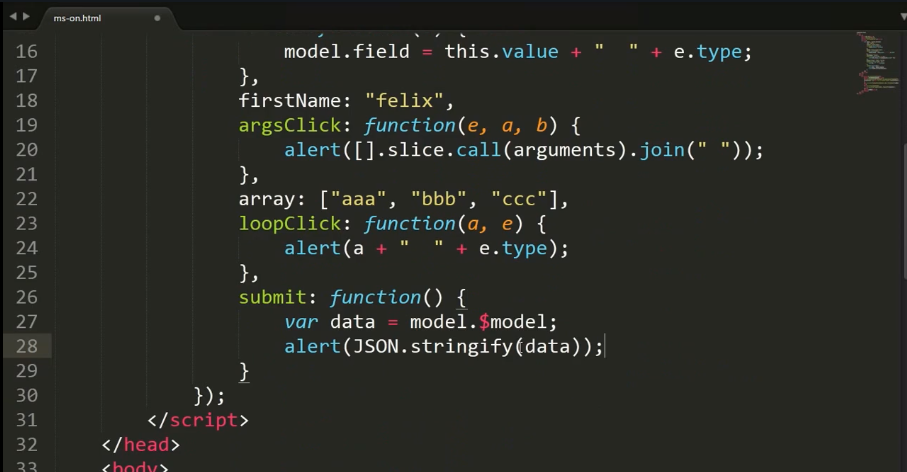 ms-on.html
16 model.field = this.value + "  " + e.type;
17 },
18 firstName: "felix",
19 argsClick: function(e, a, b) {
20 alert([].slice.call(arguments).join(" "));
21 },
22 array: ["aaa", "bbb", "ccc"],
23 loopClick: function(a, e) {
24 alert(a + "  " + e.type);
25 },
26 submit: function() {
27 var data = model.$model;
28 alert(JSON.stringify(data));
29 }
30 });
31 </script>
32 </head>
33 <body>